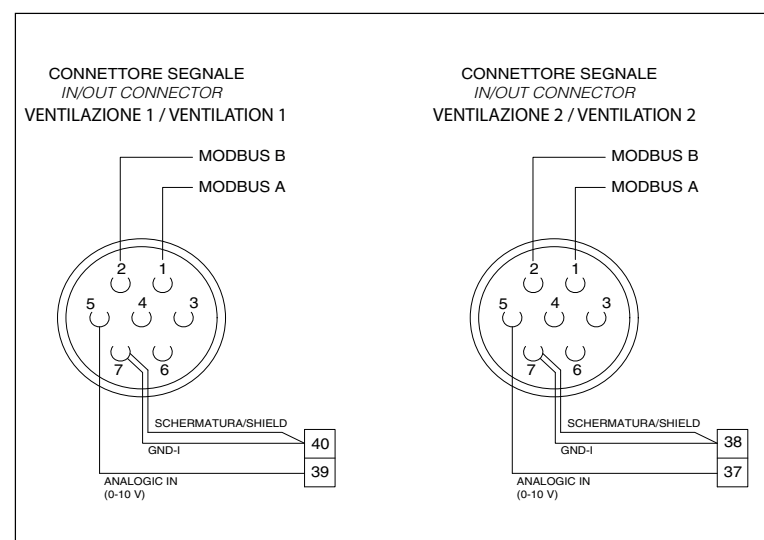 CONNETTORE SEGNALE
IN/OUT CONNECTOR
VENTILAZIONE 1 / VENTILATION 1
MODBUS B
MODBUS A
2
1
5
4
3
7
6
SCHERMATURA/SHIELD
40
GND-I
39
ANALOGIC IN
(0-10 V)
CONNETTORE SEGNALE
IN/OUT CONNECTOR
VENTILAZIONE 2 / VENTILATION 2
MODBUS B
MODBUS A
2
1
5
4
3
7
6
SCHERMATURA/SHIELD
38
GND-I
37
ANALOGIC IN
(0-10 V)